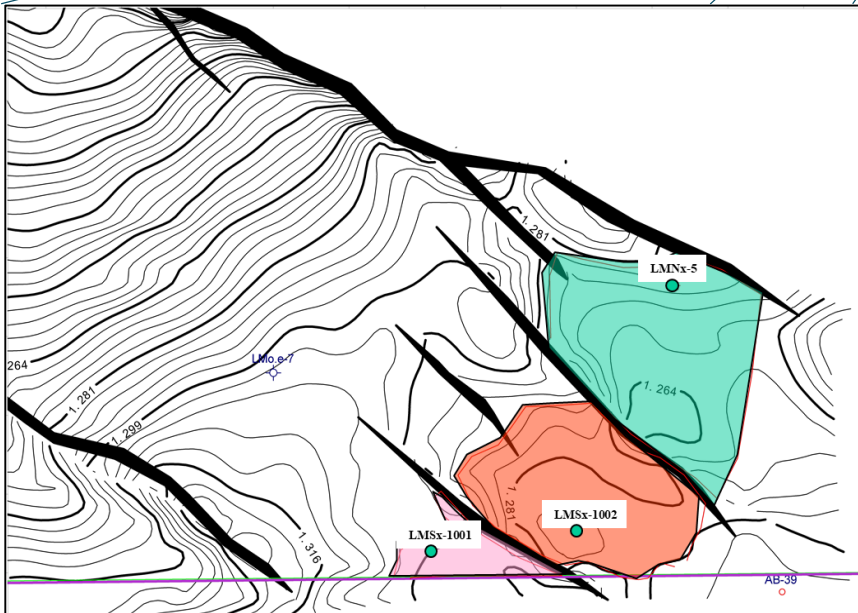 1. 281
LMNx-5
LMo.e-7
264
1. 264
1. 281
1. 299
1. 281
LMSx-1002
LMSx-1001
1. 316
AB-39